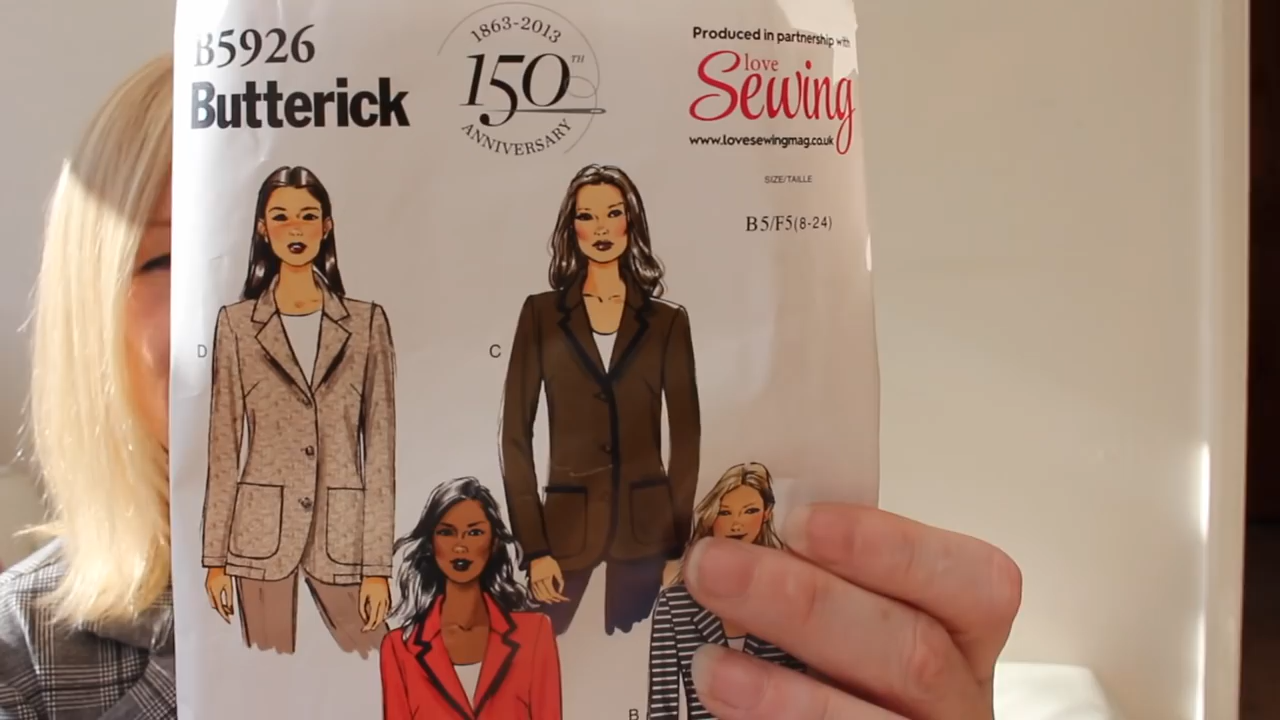 B5926
Butterick
1863-2013
150TH
ANNIVERSARY
Produced in partnership with
love
Sewing
www.lovesewingmag.co.uk
SIZE/TAILLE
B5/F5(8-24)
D
C
B